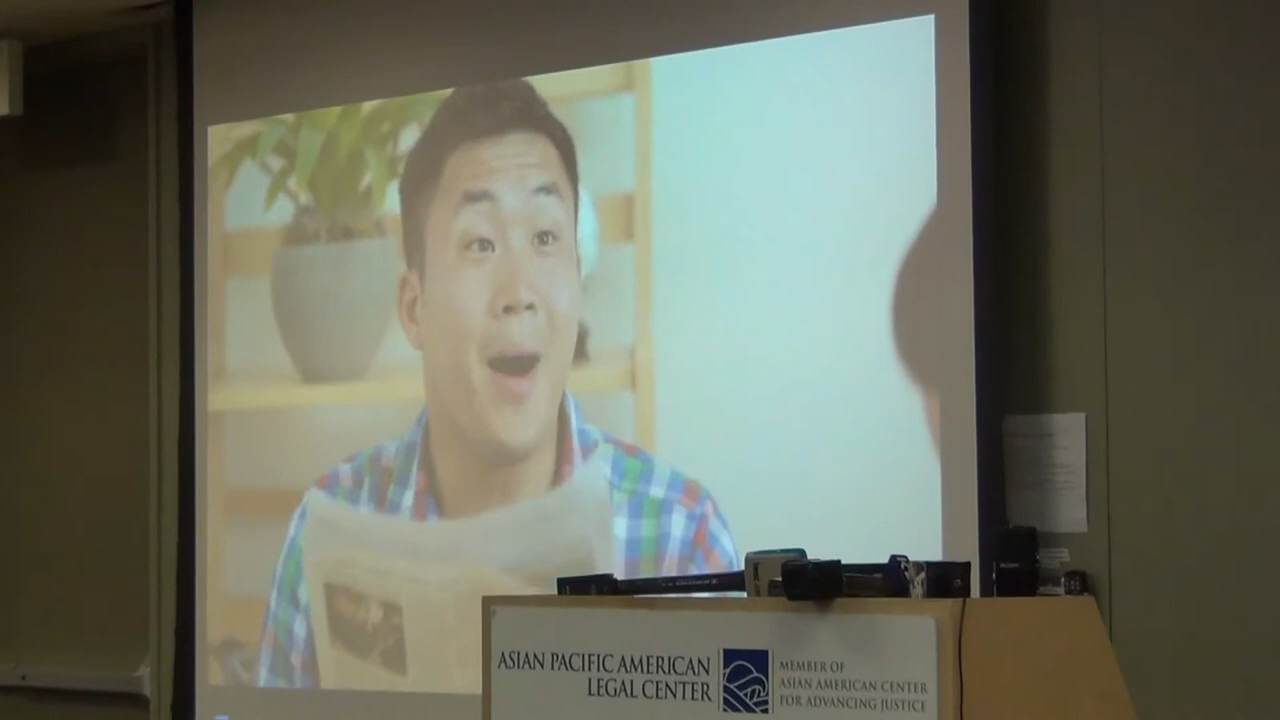 ASIAN PACIFIC AMERICAN
LEGAL CENTER
MEMBER OF
ASIAN AMERICAN CENTER
FOR ADVANCING JUSTICE